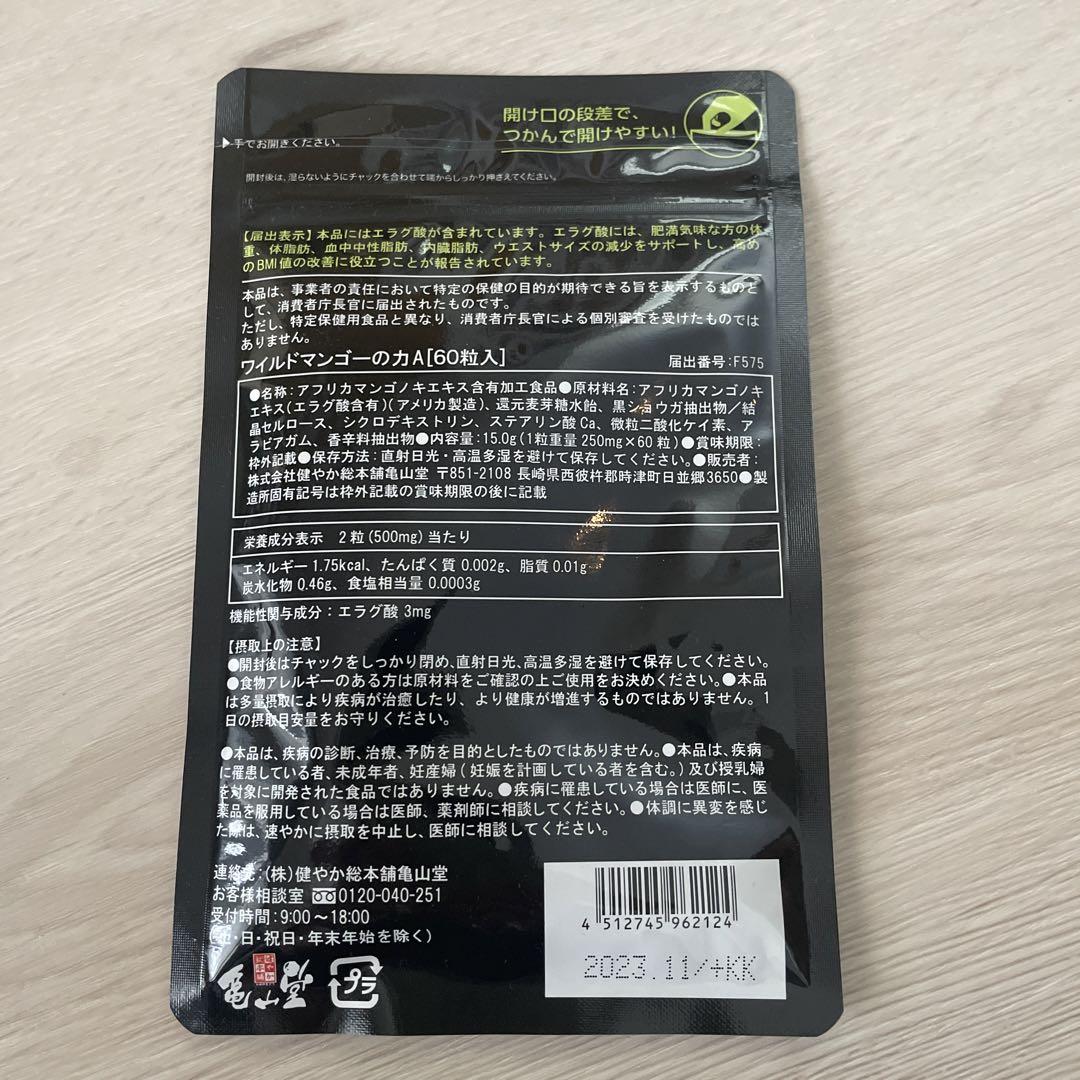 開け口の段差で、
つかんで開けやすい!
▶手でお開きください。
開封後は、湿らないようにチャックを合わせて端からしっかり押さえてください。
【届出表示】本品にはエラグ酸が含まれています。エラグ酸には、肥満気味な方の体
重、体脂肪、血中中性脂肪、内臓脂肪、ウエストサイズの減少をサポートし、高め
のBMI値の改善に役立つことが報告されています。
本品は、事業者の責任において特定の保健の目的が期待できる旨を表示するものと
して、消費者庁長官に届出されたものです。
ただし、特定保健用食品と異なり、消費者庁長官による個別審査を受けたものでは
ありません。
ワイルドマンゴーの力A[60粒入] 届出番号:F575
●名称:アフリカマンゴノキエキス含有加工食品●原材料名:アフリカマンゴノキ
エキス(エラグ酸含有)(アメリカ製造)、還元麦芽糖水飴、黒ショウガ抽出物/結
晶セルロース、シクロデキストリン、ステアリン酸Ca、微粒二酸化ケイ素、ア
ラビアガム、香辛料抽出物●内容量:15.0g(1粒重量250mg×60粒)●賞味期限:
枠外記載●保存方法:直射日光・高温多湿を避けて保存してください。●販売者:
株式会社健やか総本舗亀山堂 〒851-2108 長崎県西彼杵郡時津町日並郷3650●製
造所固有記号は枠外記載の賞味期限の後に記載
栄養成分表示 2粒(500mg)当たり
エネルギー1.75kcal、たんぱく質0.002g、脂質0.01g、
炭水化物0.46g、食塩相当量0.0003g
機能性関与成分:エラグ酸3mg
【摂取上の注意】
●開封後はチャックをしっかり閉め、直射日光、高温多湿を避けて保存してください。
●食物アレルギーのある方は原材料をご確認の上ご使用をお決めください。●本品
は多量摂取により疾病が治癒したり、より健康が増進するものではありません。1
日の摂取目安量をお守りください。
●本品は、疾病の診断、治療、予防を目的としたものではありません。●本品は、疾病
に罹患している者、未成年者、妊産婦(妊娠を計画している者を含む。)及び授乳婦
を対象に開発された食品ではありません。●疾病に罹患している場合は医師に、医
薬品を服用している場合は医師、薬剤師に相談してください。●体調に異変を感じ
た際は、速やかに摂取を中止し、医師に相談してください。
連絡先:(株)健やか総本舗亀山堂
お客様相談室 0120-040-251
受付時間:9:00～18:00
(土・日・祝日・年末年始を除く)
プラ
4 512745 962124
2023.11/+KK